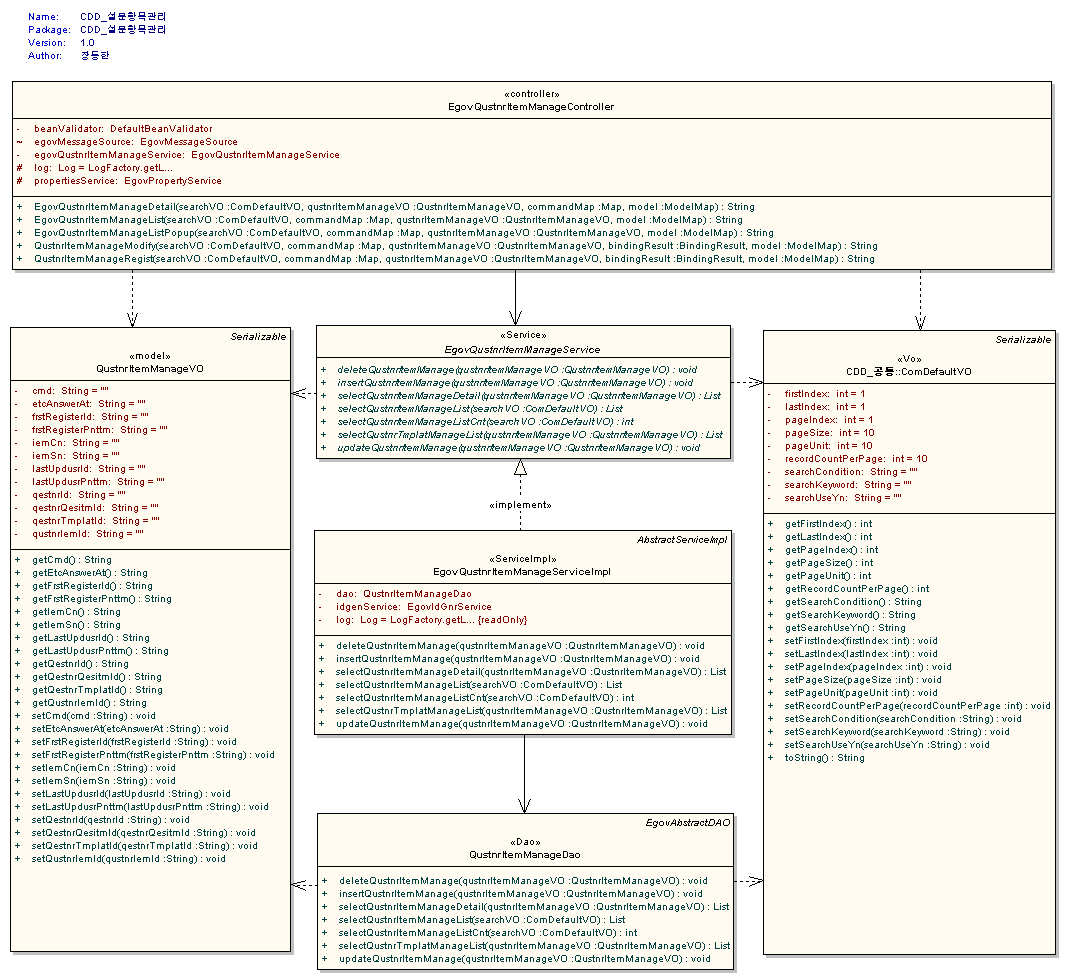 Name: CDD_설문항목관리
Package: CDD_설문항목관리
Version: 1.0
Author: 장동한
«controller»
EgovQustnrItemManageController
- beanValidator: DefaultBeanValidator
~ egovMessageSource: EgovMessageSource
- egovQustnrItemManageService: EgovQustnrItemManageService
# log: Log = LogFactory.getL...
# propertiesService: EgovPropertyService
+ EgovQustnrItemManageDetail(searchVO :ComDefaultVO, qustnrItemManageVO :QustnrItemManageVO, commandMap :Map, model :ModelMap) : String
+ EgovQustnrItemManageList(searchVO :ComDefaultVO, commandMap :Map, qustnrItemManageVO :QustnrItemManageVO, model :ModelMap) : String
+ EgovQustnrItemManageListPopup(searchVO :ComDefaultVO, commandMap :Map, qustnrItemManageVO :QustnrItemManageVO, model :ModelMap) : String
+ QustnrItemManageModify(searchVO :ComDefaultVO, commandMap :Map, qustnrItemManageVO :QustnrItemManageVO, bindingResult :BindingResult, model :ModelMap) : String
+ QustnrItemManageRegist(searchVO :ComDefaultVO, commandMap :Map, qustnrItemManageVO :QustnrItemManageVO, bindingResult :BindingResult, model :ModelMap) : String
Serializable
«model»
QustnrItemManageVO
- cmd: String = ""
- etcAnswerAt: String = ""
- frstRegisterId: String = ""
- frstRegisterPnttm: String = ""
- iemCn: String = ""
- iemSn: String = ""
- lastUpdusrId: String = ""
- lastUpdusrPnttm: String = ""
- qestnrId: String = ""
- qestnrQesitmId: String = ""
- qestnrTmplatId: String = ""
- qustnrIemId: String = ""
+ getCmd() : String
+ getEtcAnswerAt() : String
+ getFrstRegisterId() : String
+ getFrstRegisterPnttm() : String
+ getIemCn() : String
+ getIemSn() : String
+ getLastUpdusrId() : String
+ getLastUpdusrPnttm() : String
+ getQestnrId() : String
+ getQestnrQesitmId() : String
+ getQestnrTmplatId() : String
+ getQustnrIemId() : String
+ setCmd(cmd :String) : void
+ setEtcAnswerAt(etcAnswerAt :String) : void
+ setFrstRegisterId(frstRegisterId :String) : void
+ setFrstRegisterPnttm(frstRegisterPnttm :String) : void
+ setIemCn(iemCn :String) : void
+ setIemSn(iemSn :String) : void
+ setLastUpdusrId(lastUpdusrId :String) : void
+ setLastUpdusrPnttm(lastUpdusrPnttm :String) : void
+ setQestnrId(qestnrId :String) : void
+ setQestnrQesitmId(qestnrQesitmId :String) : void
+ setQestnrTmplatId(qestnrTmplatId :String) : void
+ setQustnrIemId(qustnrIemId :String) : void
«Service»
EgovQustnrItemManageService
+ deleteQustnrItemManage(qustnrItemManageVO :QustnrItemManageVO) : void
+ insertQustnrItemManage(qustnrItemManageVO :QustnrItemManageVO) : void
+ selectQustnrItemManageDetail(qustnrItemManageVO :QustnrItemManageVO) : List
+ selectQustnrItemManageList(searchVO :ComDefaultVO) : List
+ selectQustnrItemManageListCnt(searchVO :ComDefaultVO) : int
+ selectQustnrTmplatManageList(qustnrItemManageVO :QustnrItemManageVO) : List
+ updateQustnrItemManage(qustnrItemManageVO :QustnrItemManageVO) : void
«implement»
AbstractServiceImpl
«ServiceImpl»
EgovQustnrItemManageServiceImpl
- dao: QustnrItemManageDao
- idgenService: EgovIdGnrService
- log: Log = LogFactory.getL... {readOnly}
+ deleteQustnrItemManage(qustnrItemManageVO :QustnrItemManageVO) : void
+ insertQustnrItemManage(qustnrItemManageVO :QustnrItemManageVO) : void
+ selectQustnrItemManageDetail(qustnrItemManageVO :QustnrItemManageVO) : List
+ selectQustnrItemManageList(searchVO :ComDefaultVO) : List
+ selectQustnrItemManageListCnt(searchVO :ComDefaultVO) : int
+ selectQustnrTmplatManageList(qustnrItemManageVO :QustnrItemManageVO) : List
+ updateQustnrItemManage(qustnrItemManageVO :QustnrItemManageVO) : void
EgovAbstractDAO
«Dao»
QustnrItemManageDao
+ deleteQustnrItemManage(qustnrItemManageVO :QustnrItemManageVO) : void
+ insertQustnrItemManage(qustnrItemManageVO :QustnrItemManageVO) : void
+ selectQustnrItemManageDetail(qustnrItemManageVO :QustnrItemManageVO) : List
+ selectQustnrItemManageList(searchVO :ComDefaultVO) : List
+ selectQustnrItemManageListCnt(searchVO :ComDefaultVO) : int
+ selectQustnrTmplatManageList(qustnrItemManageVO :QustnrItemManageVO) : List
+ updateQustnrItemManage(qustnrItemManageVO :QustnrItemManageVO) : void
Serializable
«Vo»
CDD_공통::ComDefaultVO
- firstIndex: int = 1
- lastIndex: int = 1
- pageIndex: int = 1
- pageSize: int = 10
- pageUnit: int = 10
- recordCountPerPage: int = 10
- searchCondition: String = ""
- searchKeyword: String = ""
- searchUseYn: String = ""
+ getFirstIndex() : int
+ getLastIndex() : int
+ getPageIndex() : int
+ getPageSize() : int
+ getPageUnit() : int
+ getRecordCountPerPage() : int
+ getSearchCondition() : String
+ getSearchKeyword() : String
+ getSearchUseYn() : String
+ setFirstIndex(firstIndex :int) : void
+ setLastIndex(lastIndex :int) : void
+ setPageIndex(pageIndex :int) : void
+ setPageSize(pageSize :int) : void
+ setPageUnit(pageUnit :int) : void
+ setRecordCountPerPage(recordCountPerPage :int) : void
+ setSearchCondition(searchCondition :String) : void
+ setSearchKeyword(searchKeyword :String) : void
+ setSearchUseYn(searchUseYn :String) : void
+ toString() : String